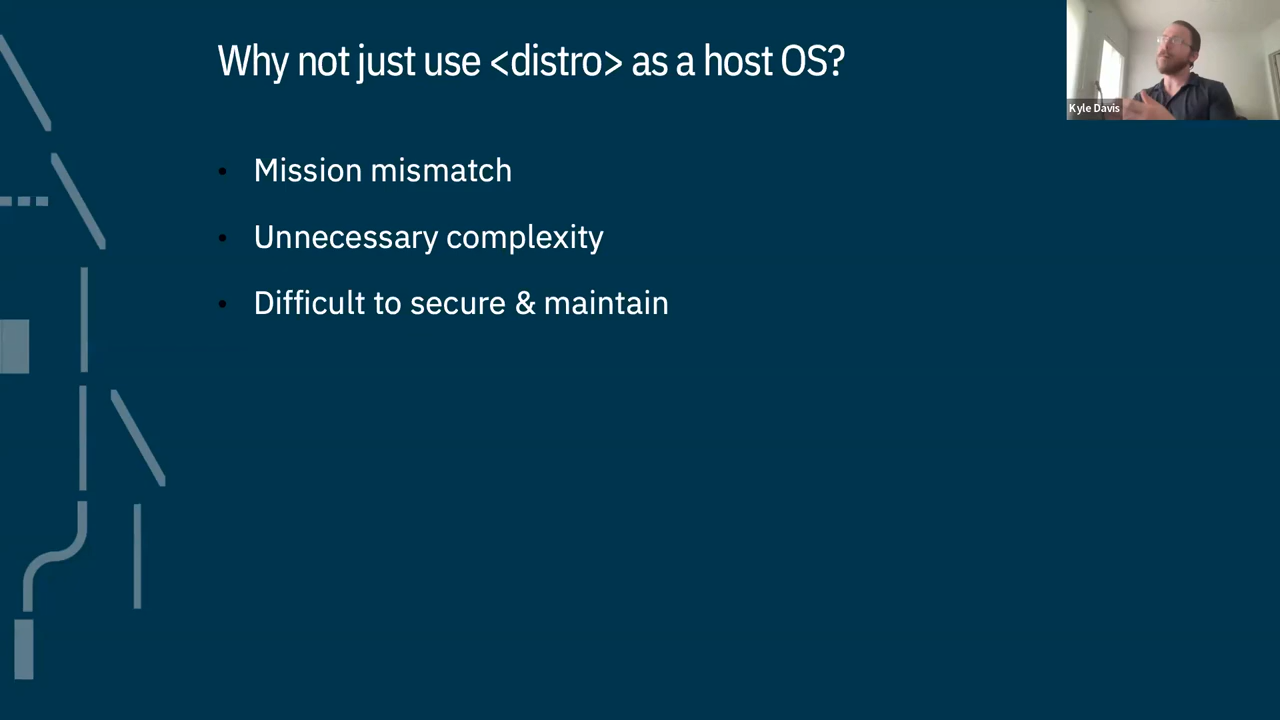 Why not just use <distro> as a host OS?
Kyle Davis
• Mission mismatch
• Unnecessary complexity
• Difficult to secure & maintain